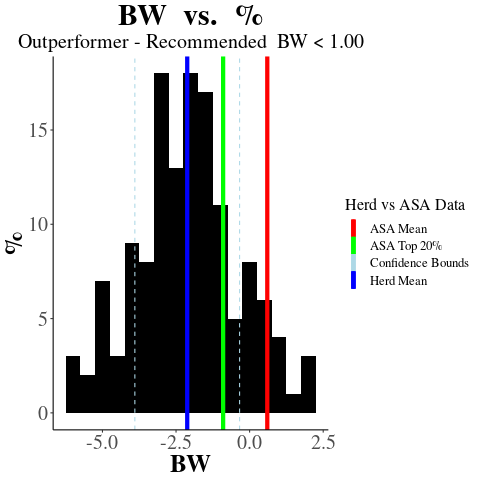 BW vs. %
Outperformer - Recommended BW < 1.00
%
15
10
5
0
-5.0 -2.5 0.0 2.5
BW
Herd vs ASA Data
ASA Mean
ASA Top 20%
Confidence Bounds
Herd Mean